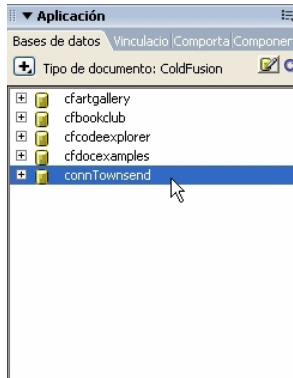 Aplicación
Bases de datos Vinculacio Comporta Componer
Tipo de documento: ColdFusion
cfartgallery
cfbookclub
cfcodeexplorer
cfdocexamples
connTownsend